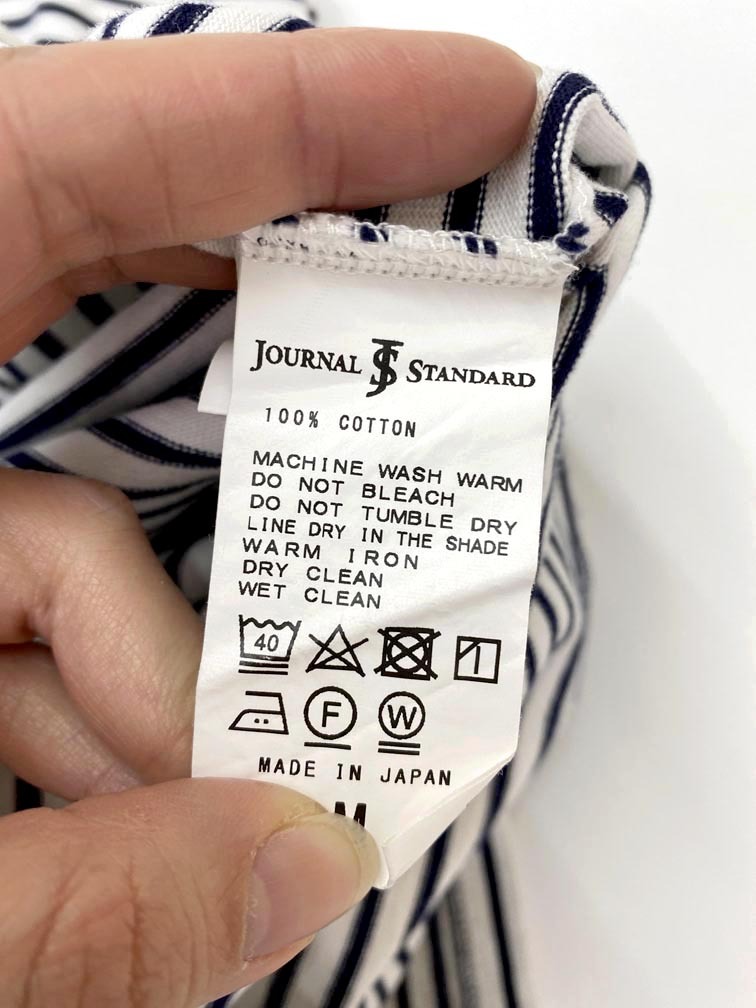 JOURNAL JS STANDARD
100% COTTON
MACHINE WASH WARM
DO NOT BLEACH
DO NOT TUMBLE DRY
LINE DRY IN THE SHADE
WARM IRON
DRY CLEAN
WET CLEAN
40
F W
MADE IN JAPAN
M